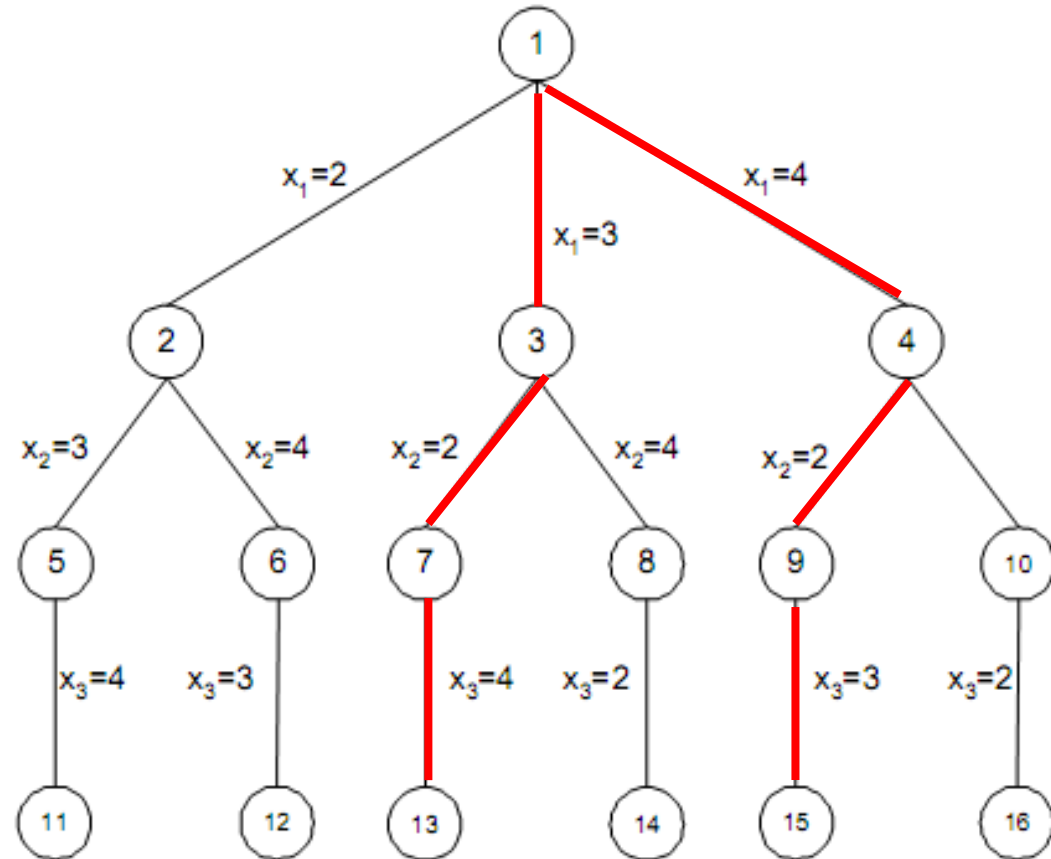 1
x₁=2
x₁=4
x₁=3
2
3
4
x₂=3
x₂=4
x₂=2
x₂=4
x₂=2
5
6
7
8
9
10
x₃=4
x₃=3
x₃=4
x₃=2
x₃=3
x₃=2
11
12
13
14
15
16